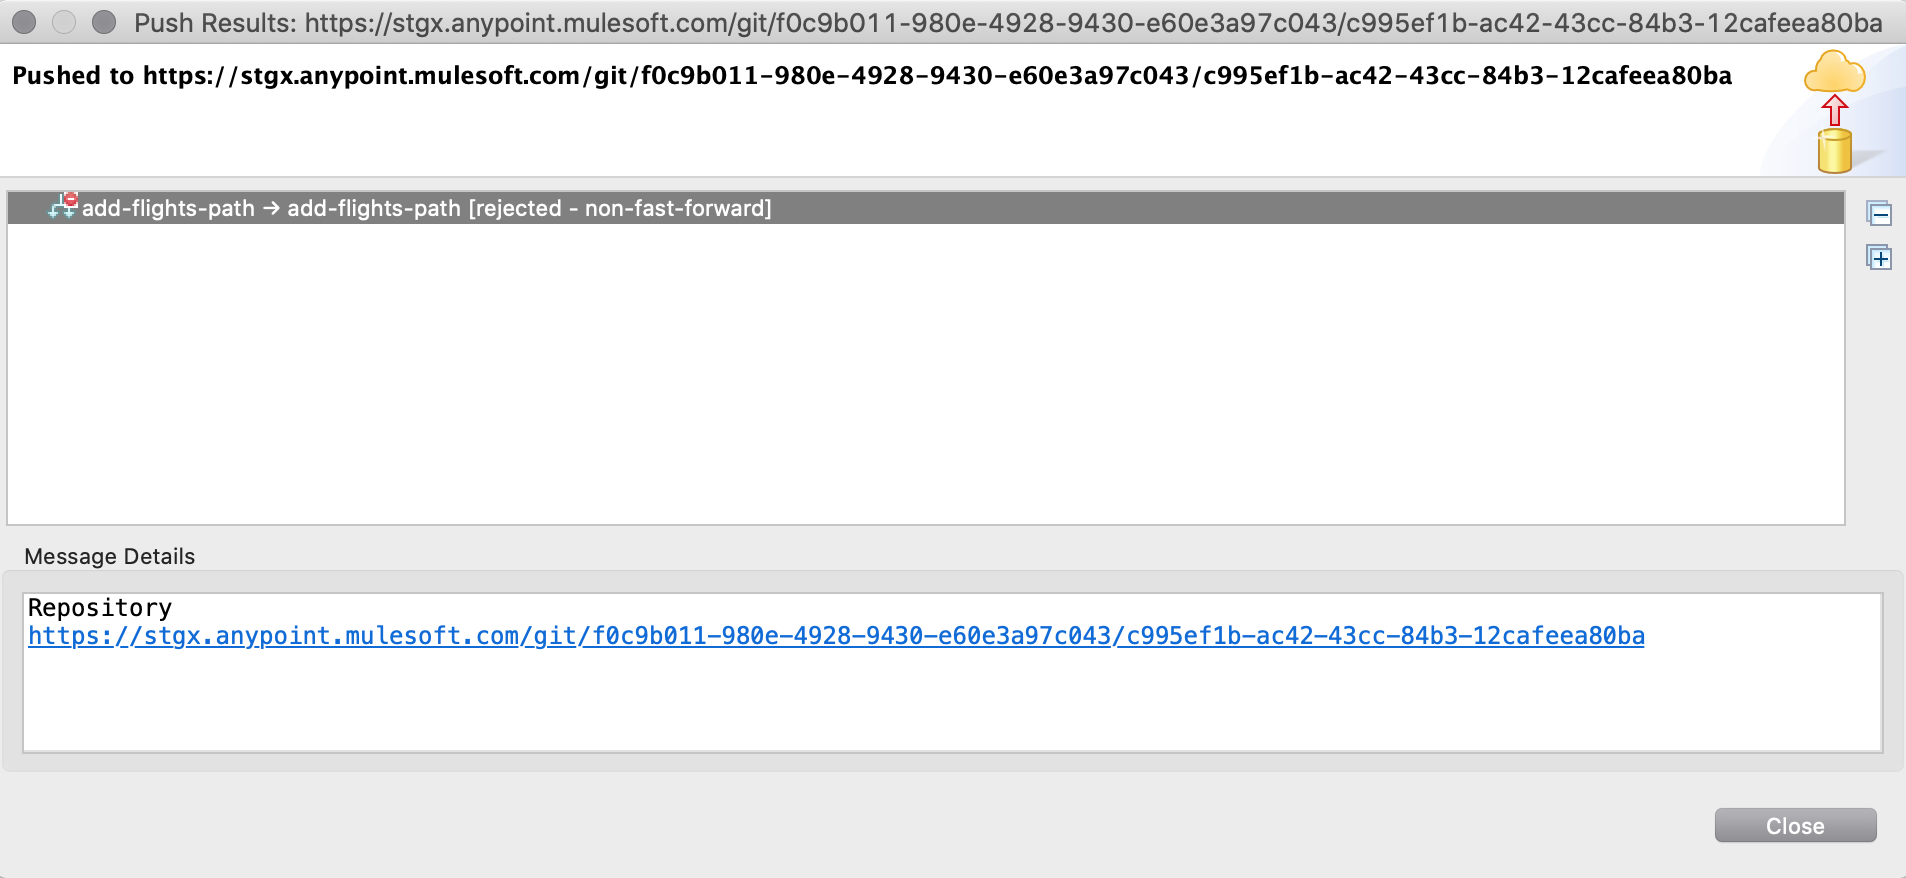 Push Results: https://stgx.anypoint.mulesoft.com/git/f0c9b011-980e-4928-9430-e60e3a97c043/c995ef1b-ac42-43cc-84b3-12cafeea80ba
Pushed to https://stgx.anypoint.mulesoft.com/git/f0c9b011-980e-4928-9430-e60e3a97c043/c995ef1b-ac42-43cc-84b3-12cafeea80ba
add-flights-path → add-flights-path [rejected - non-fast-forward]
Message Details
Repository
https://stgx.anypoint.mulesoft.com/git/f0c9b011-980e-4928-9430-e60e3a97c043/c995ef1b-ac42-43cc-84b3-12cafeea80ba
Close